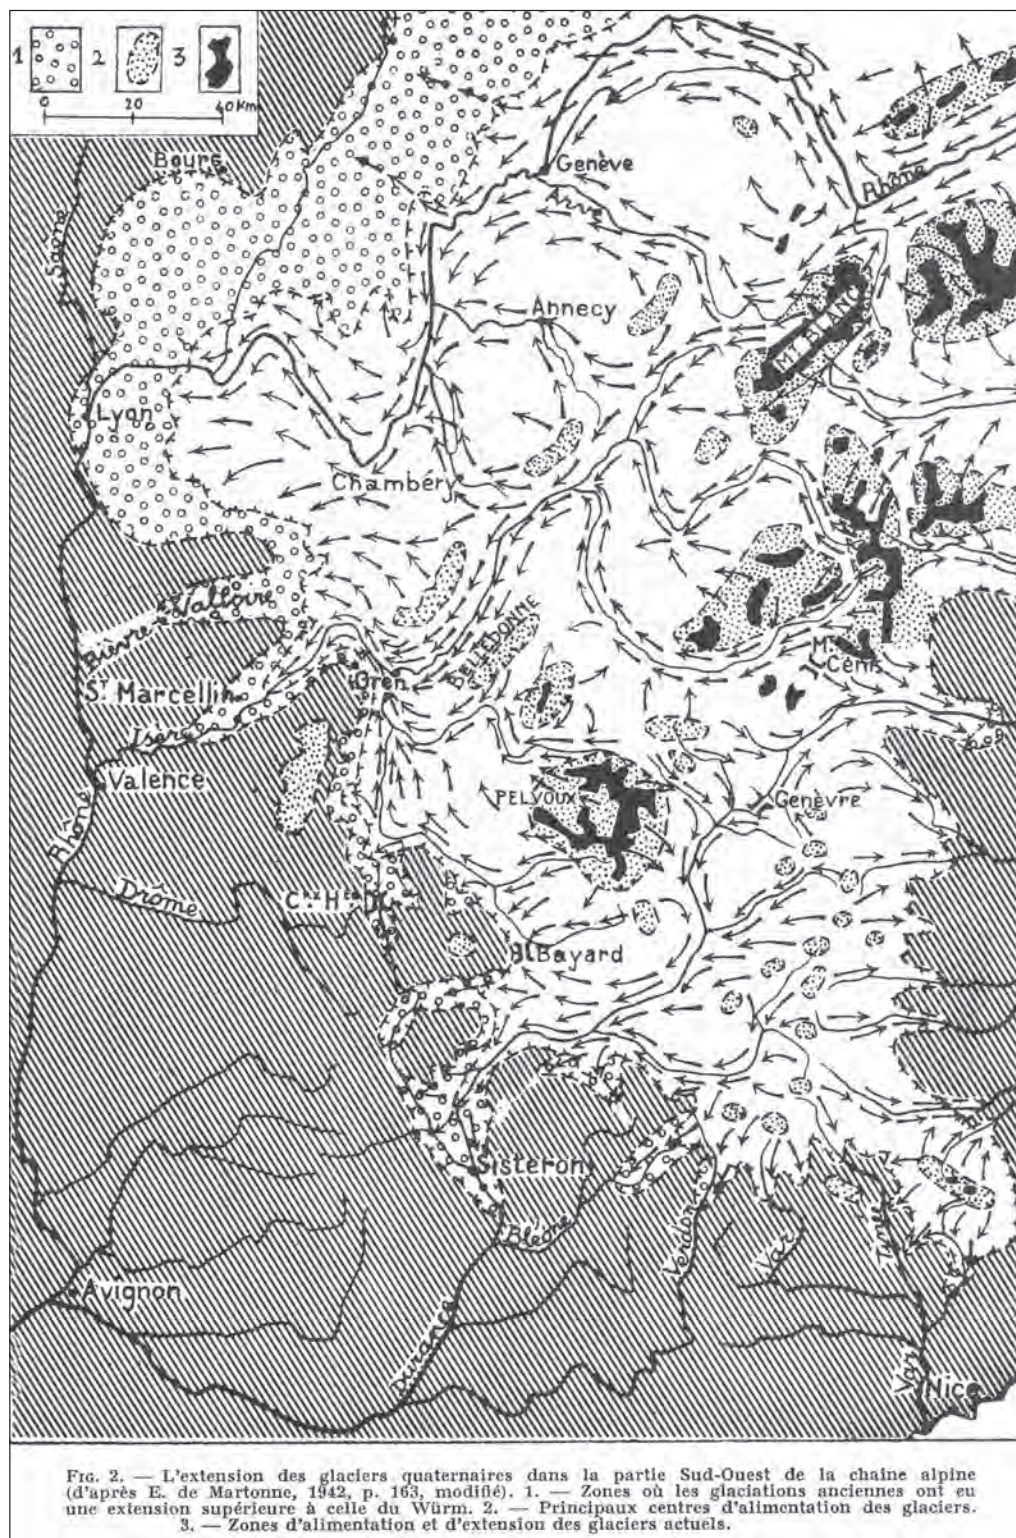 1 2 3
0 20 40 Km
Bourg
Saône
Genève
Arve
Rhône
Annecy
Mt BLANC
Lyon
Chambéry
Bièvre Valloire
BELLEDONNE
Mt Cenis
St Marcellin
Gren
Isère
Valence
PELVOUX
Genèvre
Rhône
Drôme
Bayard
Sisteron
Bléone
Verdon
Var
Tinée
Avignon
Durance
Var
Nice
FIG. 2. — L'extension des glaciers quaternaires dans la partie Sud-Ouest de la chaîne alpine
(d'après E. de Martonne, 1942, p. 163, modifié). 1. — Zones où les glaciations anciennes ont eu
une extension supérieure à celle du Würm. 2. — Principaux centres d'alimentation des glaciers.
3. — Zones d'alimentation et d'extension des glaciers actuels.